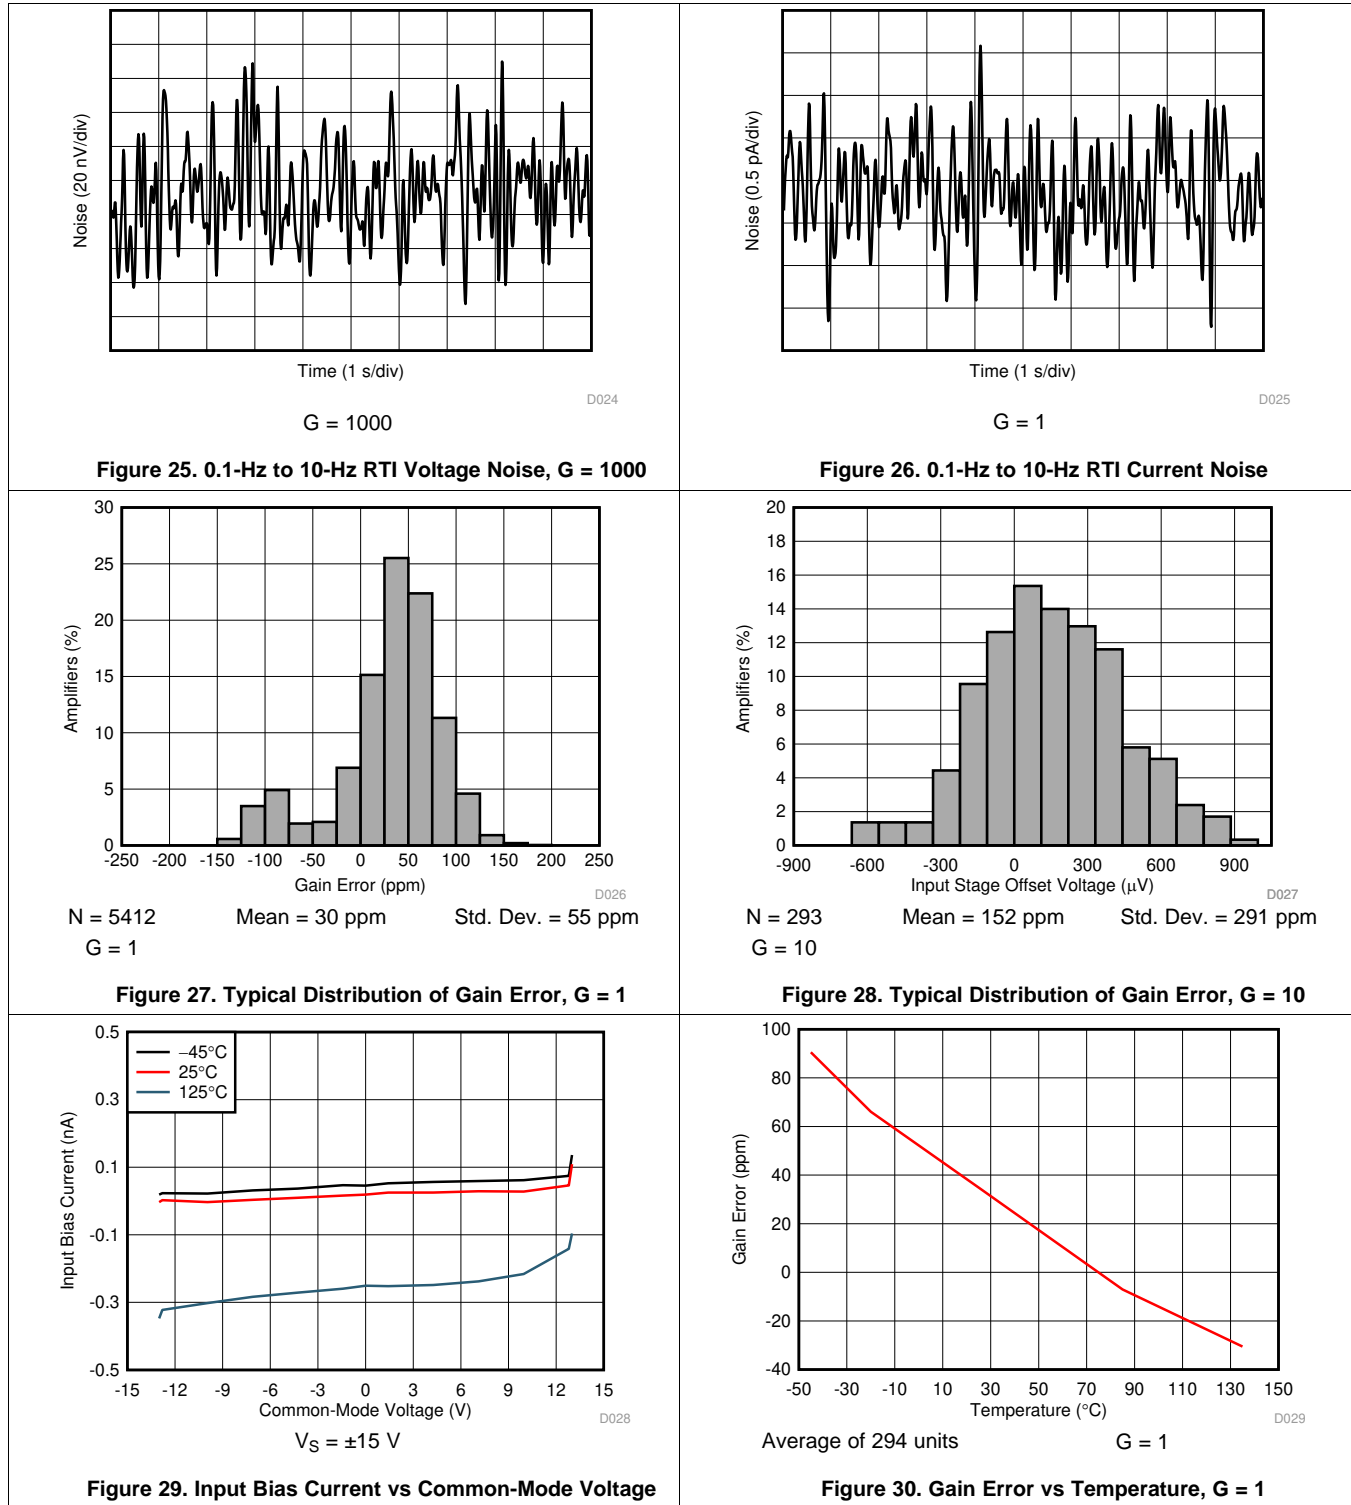 Noise (20 nV/div)
Time (1 s/div)
D024
G = 1000
Figure 25. 0.1-Hz to 10-Hz RTI Voltage Noise, G = 1000
Noise (0.5 pA/div)
Time (1 s/div)
D025
G = 1
Figure 26. 0.1-Hz to 10-Hz RTI Current Noise
30
25
20
15
10
5
0
Amplifiers (%)
-250 -200 -150 -100 -50 0 50 100 150 200 250
Gain Error (ppm)
D026
N = 5412 Mean = 30 ppm Std. Dev. = 55 ppm
G = 1
Figure 27. Typical Distribution of Gain Error, G = 1
20
18
16
14
12
10
8
6
4
2
0
Amplifiers (%)
-900 -600 -300 0 300 600 900
Input Stage Offset Voltage (μV)
D027
N = 293 Mean = 152 ppm Std. Dev. = 291 ppm
G = 10
Figure 28. Typical Distribution of Gain Error, G = 10
0.5
0.3
0.1
-0.1
-0.3
-0.5
Input Bias Current (nA)
–45°C
25°C
125°C
-15 -12 -9 -6 -3 0 3 6 9 12 15
Common-Mode Voltage (V)
D028
VS = ±15 V
Figure 29. Input Bias Current vs Common-Mode Voltage
100
80
60
40
20
0
-20
-40
Gain Error (ppm)
-50 -30 -10 10 30 50 70 90 110 130 150
Temperature (°C)
D029
Average of 294 units G = 1
Figure 30. Gain Error vs Temperature, G = 1